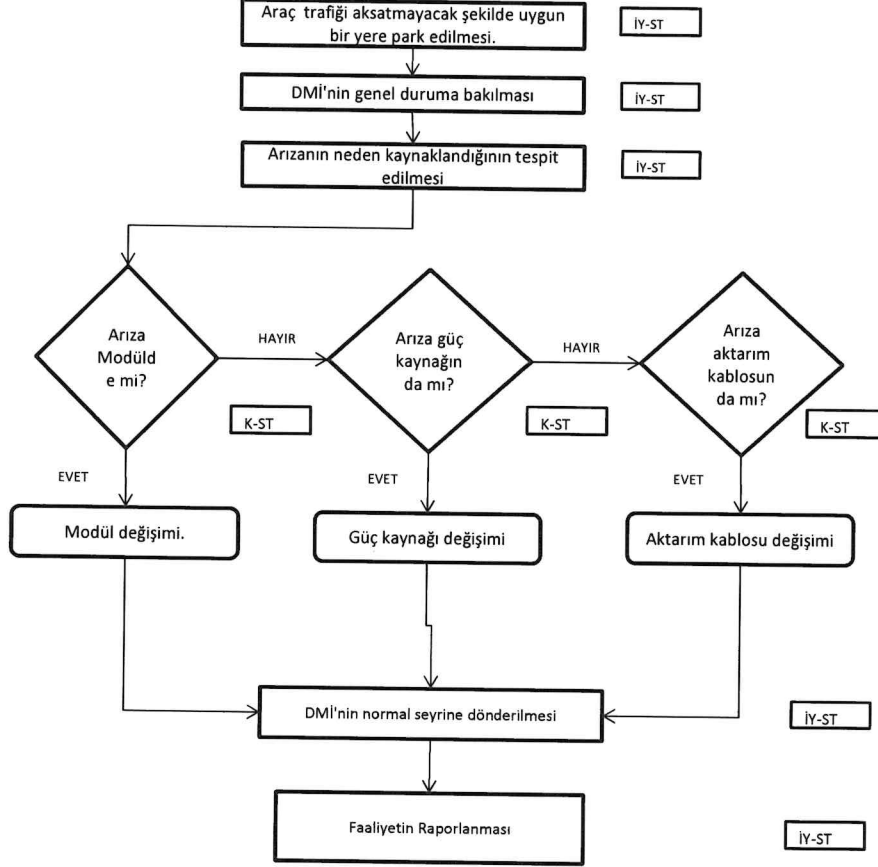 Araç trafiği aksatmayacak şekilde uygun
bir yere park edilmesi.
İY-ST
DMİ'nin genel duruma bakılması
İY-ST
Arızanın neden kaynaklandığının tespit
edilmesi
İY-ST
Arıza
Modüld
e mi?
HAYIR
Arıza güç
kaynağın
da mı?
HAYIR
Arıza
aktarım
kablosun
da mı?
K-ST
K-ST
K-ST
EVET
EVET
EVET
Modül değişimi.
Güç kaynağı değişimi
Aktarım kablosu değişimi
DMİ'nin normal seyrine dönderilmesi
İY-ST
Faaliyetin Raporlanması
İY-ST